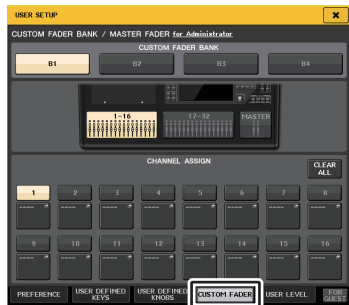 USER SETUP
CUSTOM FADER BANK / MASTER FADER for Administrator
CUSTOM FADER BANK
B1 B2 B3 B4
1-16 17-32 MASTER
CHANNEL ASSIGN
CLEAR ALL
1 2 3 4 5 6 7 8
---- ---- ---- ---- ---- ---- ---- ----
9 10 11 12 13 14 15 16
---- ---- ---- ---- ---- ---- ---- ----
PREFERENCE USER DEFINED KEYS USER DEFINED KNOBS CUSTOM FADER USER LEVEL FOR GUEST